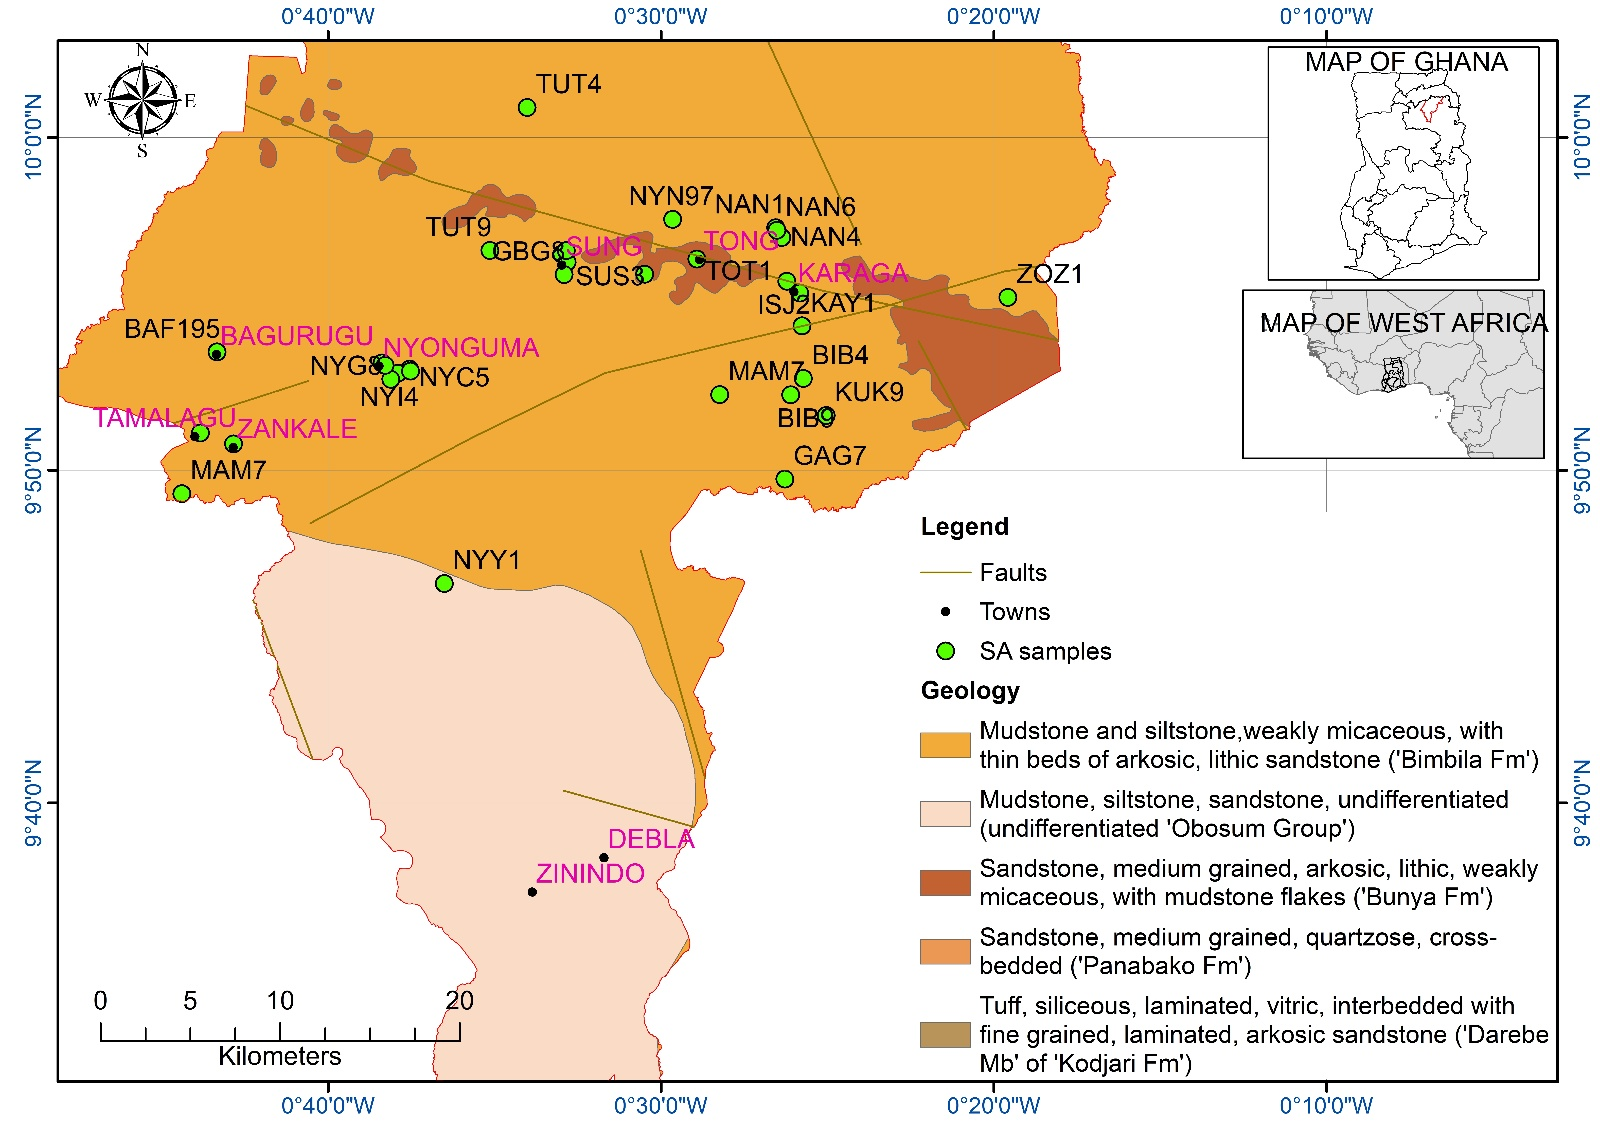 0°40'0"W
0°30'0"W
0°20'0"W
0°10'0"W
N
W
E
S
MAP OF GHANA
MAP OF WEST AFRICA
10°0'0"N
10°0'0"N
9°50'0"N
9°50'0"N
9°40'0"N
9°40'0"N
TUT4
NYN97
NAN1
NAN6
NAN4
TUT9
GBG8
SUNG
SUS3
TONG
TOT1
KARAGA
ISJ2
KAY1
ZOZ1
BAF195
BAGURUGU
NYG8
NYONGUMA
NYC5
NYI4
MAM7
BIB4
KUK9
BIB
TAMALAGU
ZANKALE
MAM7
GAG7
NYY1
DEBLA
ZININDO
Legend
Faults
Towns
SA samples
Geology
Mudstone and siltstone,weakly micaceous, with
thin beds of arkosic, lithic sandstone ('Bimbila Fm')
Mudstone, siltstone, sandstone, undifferentiated
(undifferentiated 'Obosum Group')
Sandstone, medium grained, arkosic, lithic, weakly
micaceous, with mudstone flakes ('Bunya Fm')
Sandstone, medium grained, quartzose, cross-
bedded ('Panabako Fm')
Tuff, siliceous, laminated, vitric, interbedded with
fine grained, laminated, arkosic sandstone ('Darebe
Mb' of 'Kodjari Fm')
0 5 10 20
Kilometers
0°40'0"W
0°30'0"W
0°20'0"W
0°10'0"W